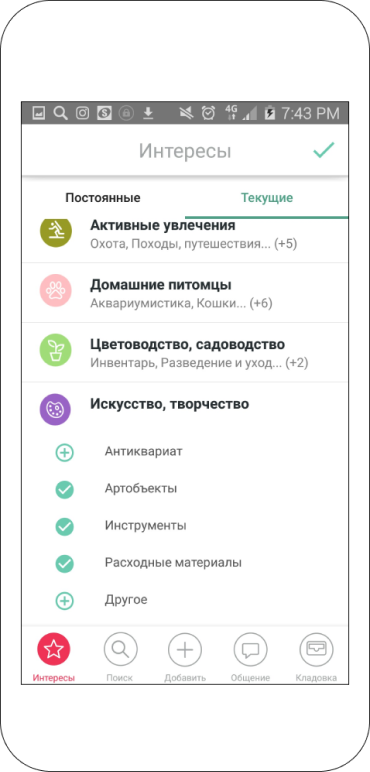 4G 7:43 PM
Интересы
Постоянные Текущие
Активные увлечения
Охота, Походы, путешествия... (+5)
Домашние питомцы
Аквариумистика, Кошки... (+6)
Цветоводство, садоводство
Инвентарь, Разведение и уход... (+2)
Искусство, творчество
Антиквариат
Артобъекты
Инструменты
Расходные материалы
Другое
Интересы Поиск Добавить Общение Кладовка